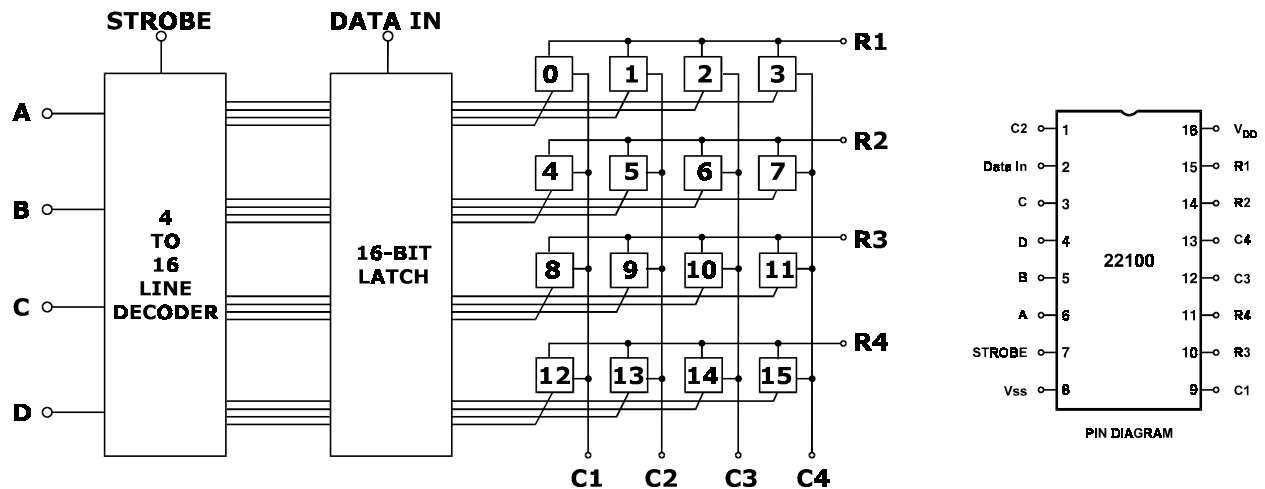 STROBE
DATA IN
A
B
C
D
4
TO
16
LINE
DECODER
16-BIT
LATCH
0 1 2 3 R1
4 5 6 7 R2
8 9 10 11 R3
12 13 14 15 R4
C1 C2 C3 C4
C2 1 16 VDD
Data In 2 15 R1
C 3 14 R2
D 4 13 C4
B 5 12 C3
22100
A 6 11 R4
STROBE 7 10 R3
Vss 8 9 C1
PIN DIAGRAM